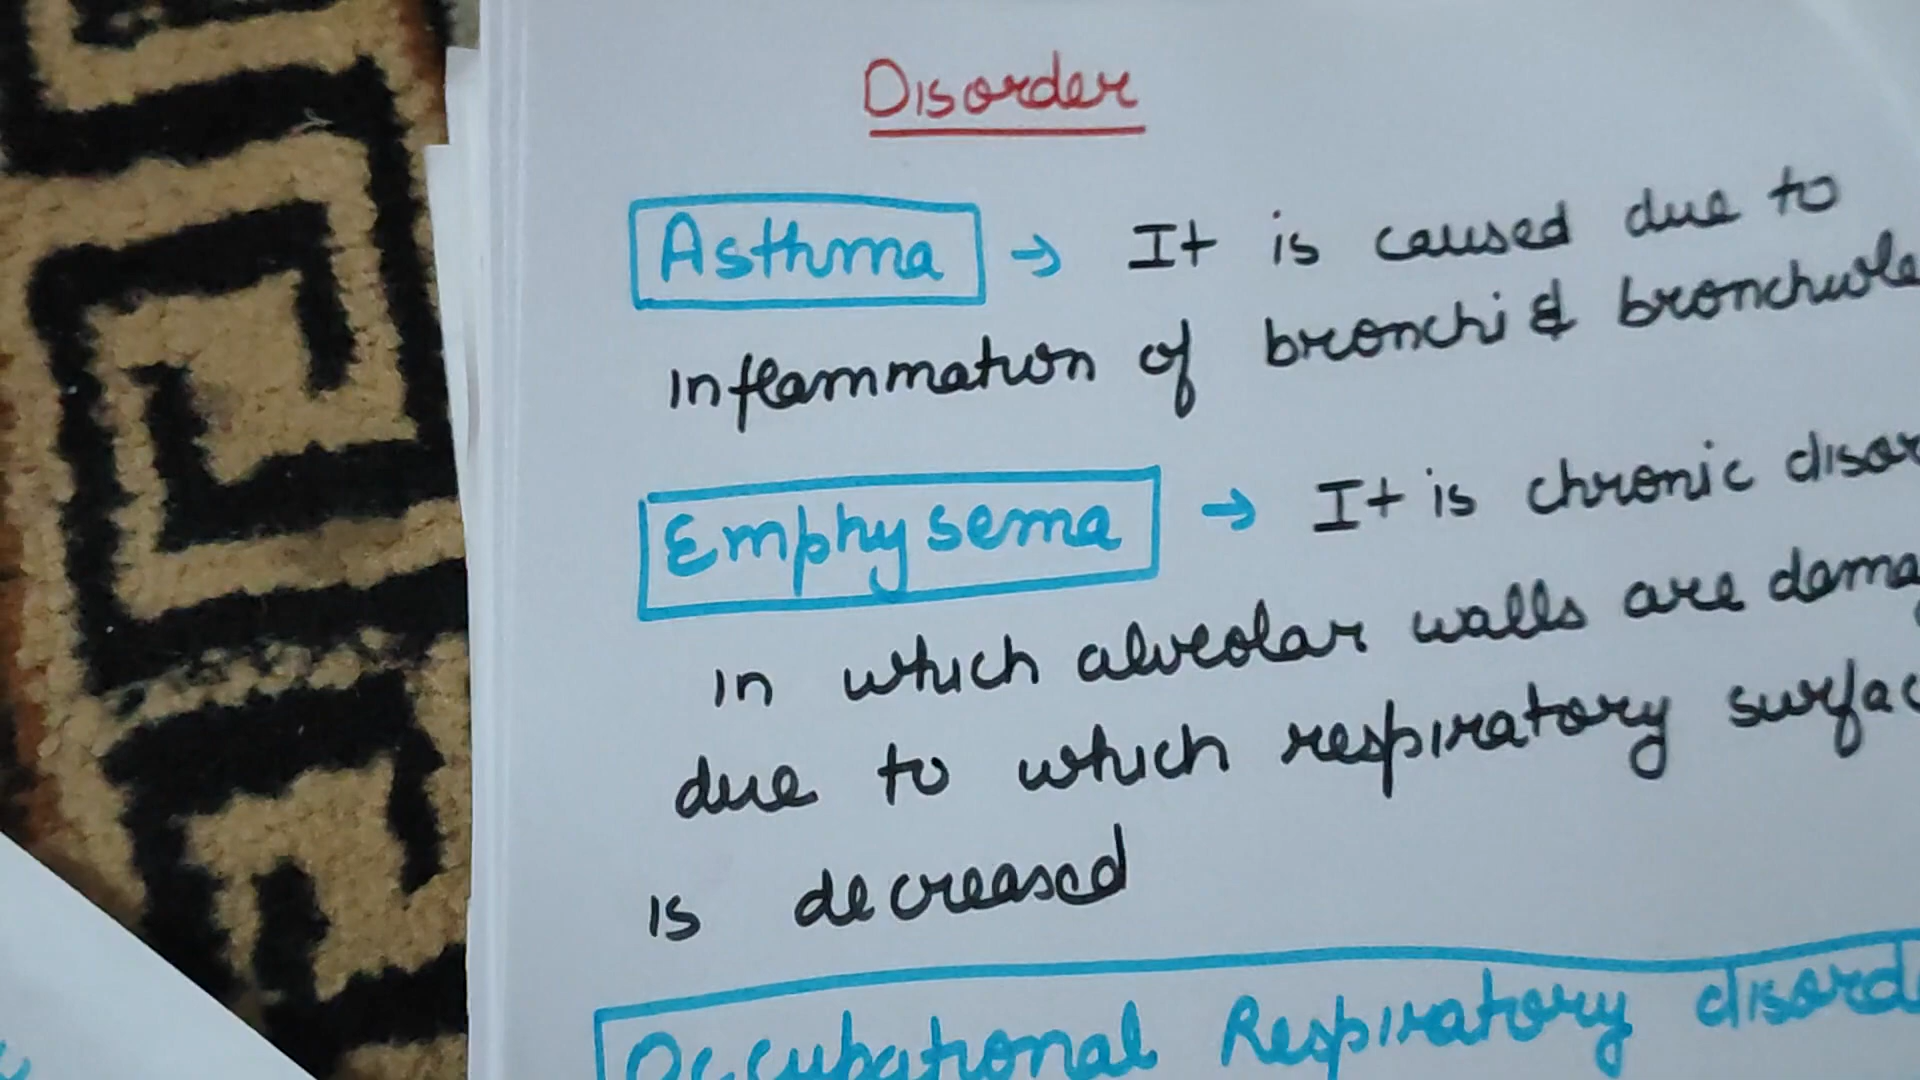 Disorder
Asthma → It is caused due to
inflammation of bronchi & bronchiole
Emphysema → It is chronic disor
in which alveolar walls are damag
due to which respiratory surfac
is decreased
Occupational Respiratory disorde